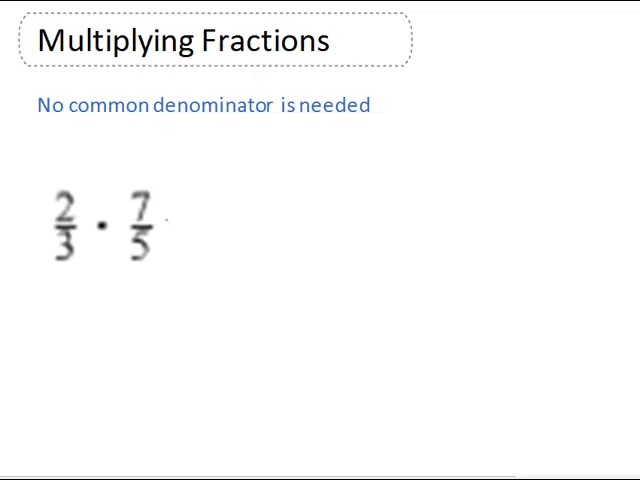 Multiplying Fractions
No common denominator is needed
2/3 · 7/5